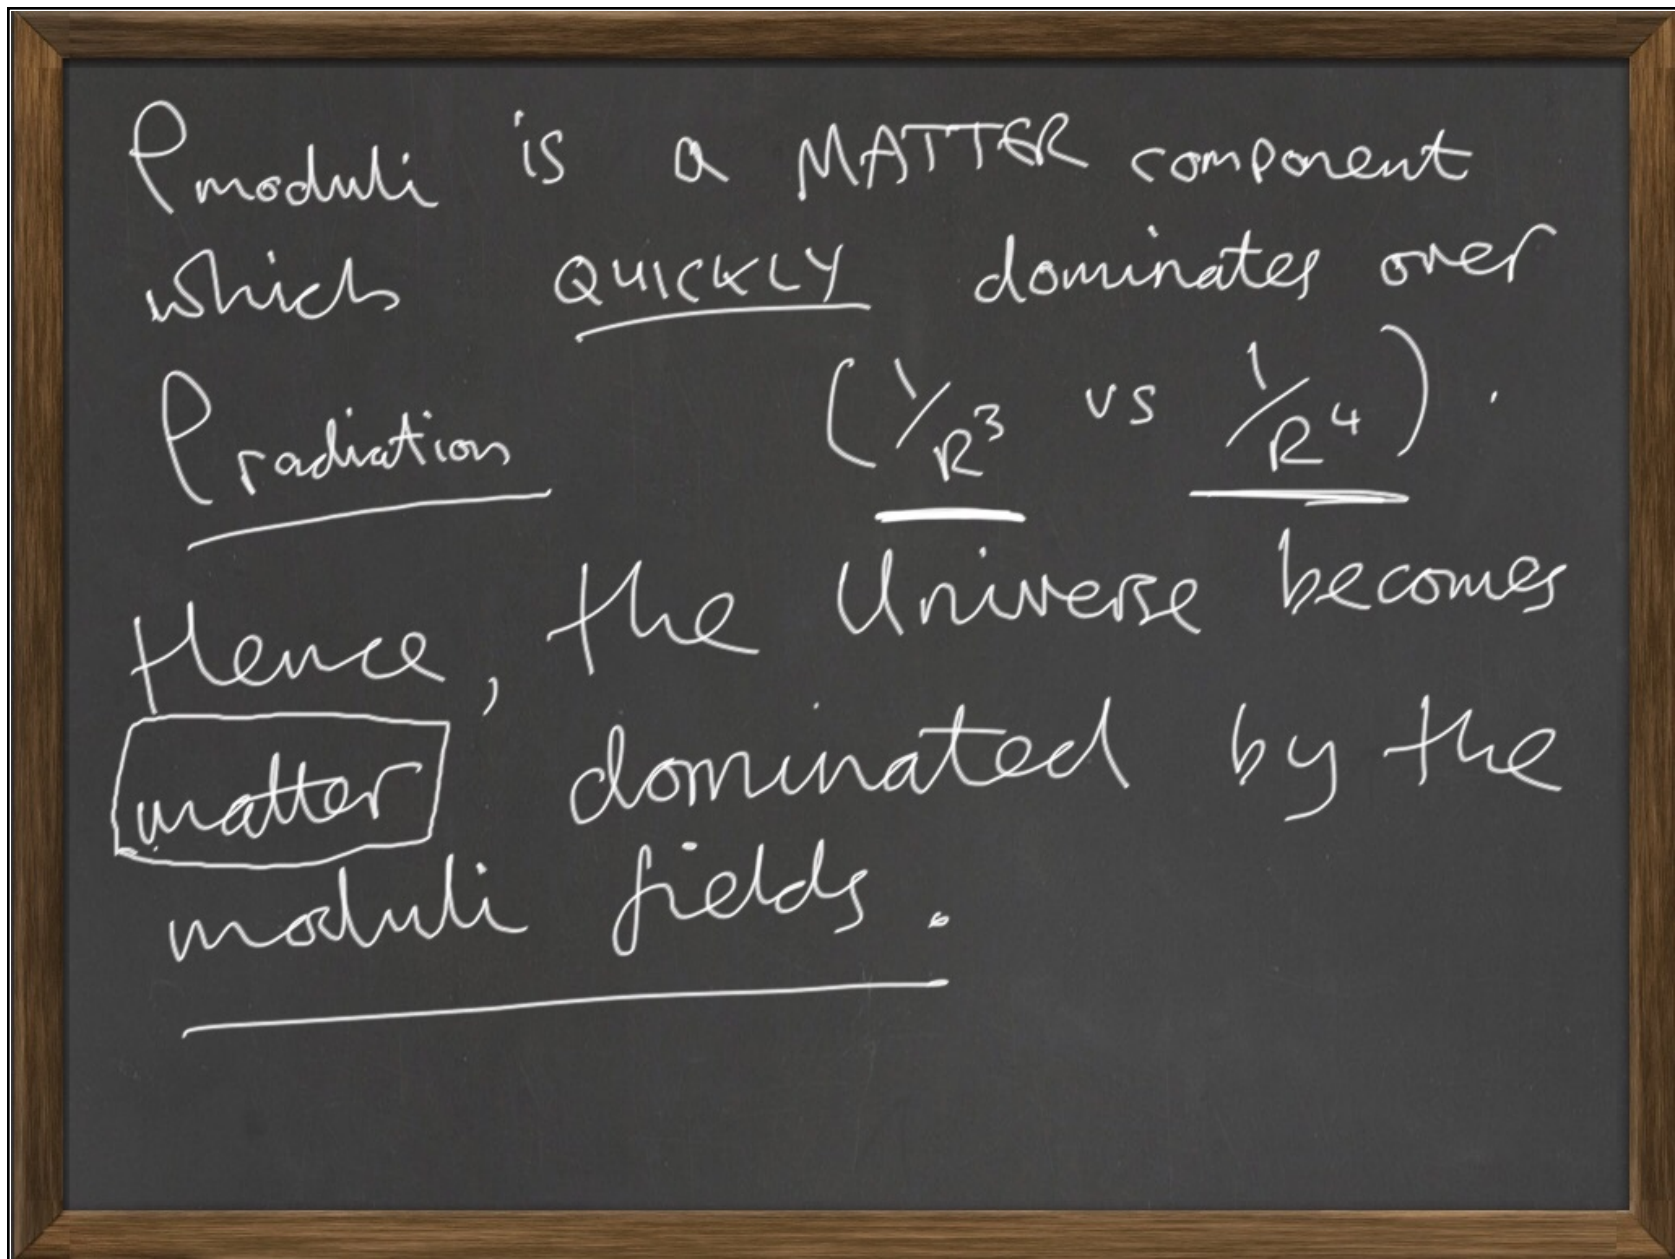 ρmoduli is a MATTER component
which QUICKLY dominates over
ρradiation (1/R³ vs 1/R⁴).
Hence, the Universe becomes
matter dominated by the
moduli fields.